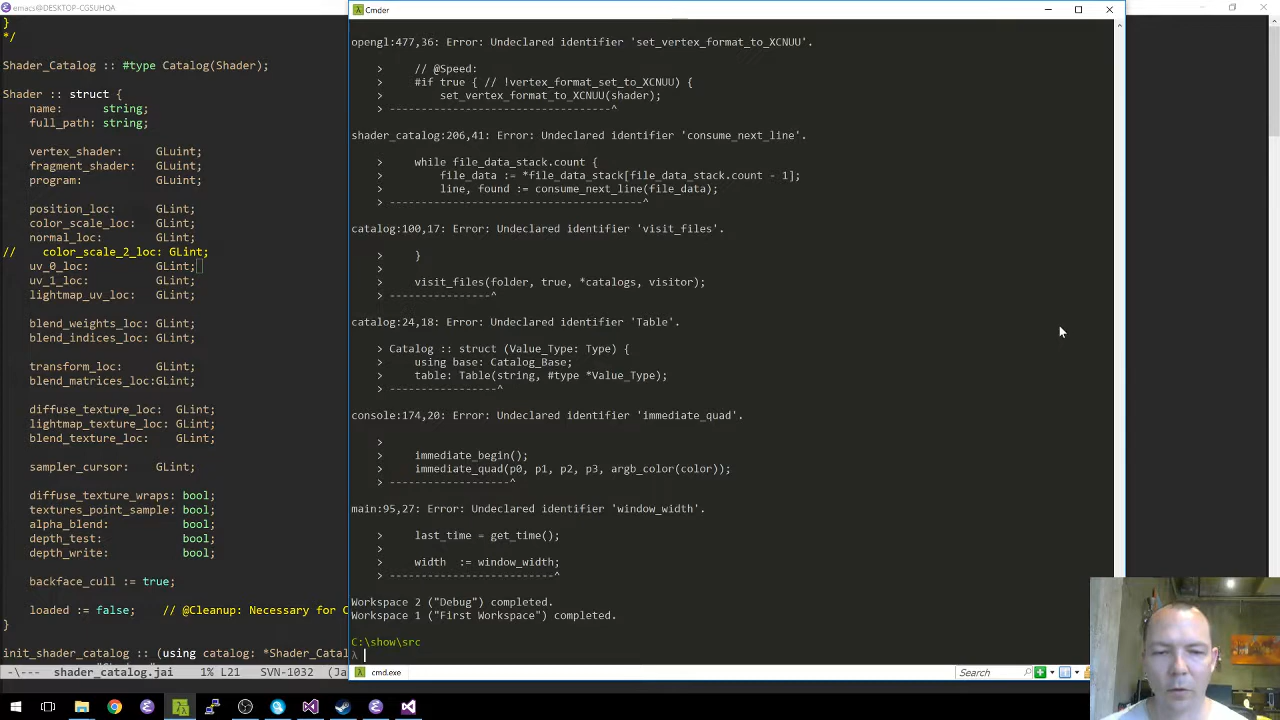 emacs@DESKTOP-CGSUHQA
}
*/
Shader_Catalog :: #type Catalog(Shader);
Shader :: struct {
name: string;
full_path: string;
vertex_shader: GLuint;
fragment_shader: GLuint;
program: GLuint;
position_loc: GLint;
color_scale_loc: GLint;
normal_loc: GLint;
// color_scale_2_loc: GLint;
uv_0_loc: GLint;
uv_1_loc: GLint;
lightmap_uv_loc: GLint;
blend_weights_loc: GLint;
blend_indices_loc: GLint;
transform_loc: GLint;
blend_matrices_loc:GLint;
diffuse_texture_loc: GLint;
lightmap_texture_loc: GLint;
blend_texture_loc: GLint;
sampler_cursor: GLint;
diffuse_texture_wraps: bool;
textures_point_sample: bool;
alpha_blend: bool;
depth_test: bool;
depth_write: bool;
backface_cull := true;
loaded := false; // @Cleanup: Necessary for C
}
init_shader_catalog :: (using catalog: *Shader_Catal
-\--- shader_catalog.jai 1% L21 SVN-1032 (Ja
Cmder
opengl:477,36: Error: Undeclared identifier 'set_vertex_format_to_XCNUU'.
> // @Speed:
> #if true { // !vertex_format_set_to_XCNUU) {
> set_vertex_format_to_XCNUU(shader);
> -----------------------------------^
shader_catalog:206,41: Error: Undeclared identifier 'consume_next_line'.
> while file_data_stack.count {
> file_data := *file_data_stack[file_data_stack.count - 1];
> line, found := consume_next_line(file_data);
> ----------------------------------------^
catalog:100,17: Error: Undeclared identifier 'visit_files'.
> }
>
> visit_files(folder, true, *catalogs, visitor);
> ----------------^
catalog:24,18: Error: Undeclared identifier 'Table'.
> Catalog :: struct (Value_Type: Type) {
> using base: Catalog_Base;
> table: Table(string, #type *Value_Type);
> -----------------^
console:174,20: Error: Undeclared identifier 'immediate_quad'.
>
> immediate_begin();
> immediate_quad(p0, p1, p2, p3, argb_color(color));
> -------------------^
main:95,27: Error: Undeclared identifier 'window_width'.
> last_time = get_time();
>
> width := window_width;
> --------------------------^
Workspace 2 ("Debug") completed.
Workspace 1 ("First Workspace") completed.
C:\show\src
λ
cmd.exe
Search